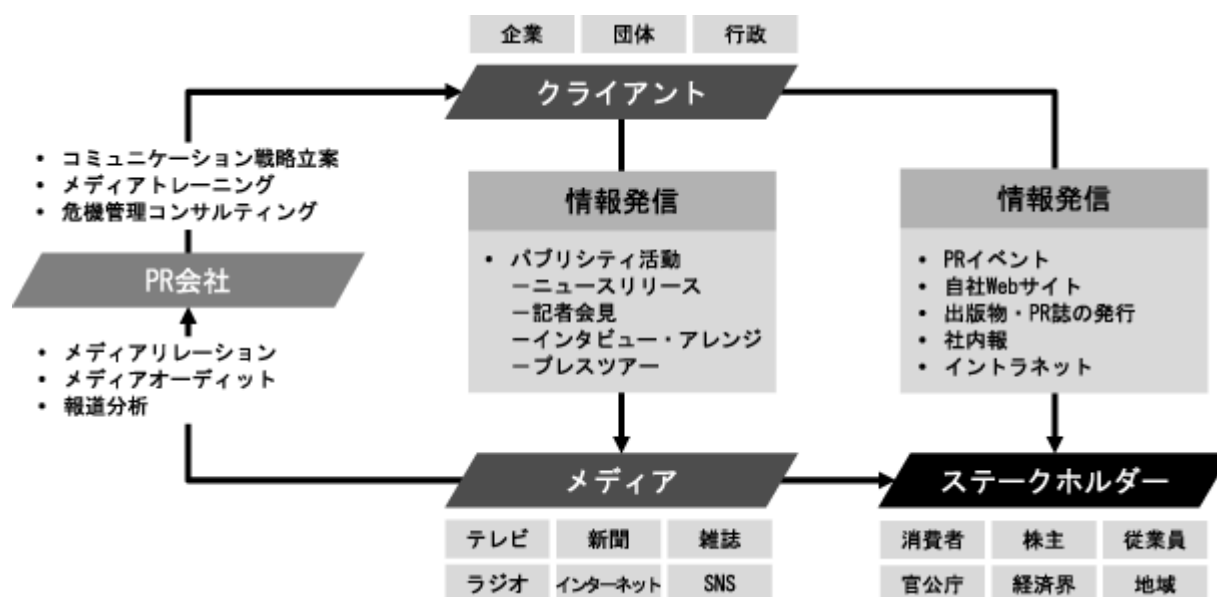 企業 団体 行政
クライアント
• コミュニケーション戦略立案
• メディアトレーニング
• 危機管理コンサルティング
PR会社
• メディアリレーション
• メディアオーディット
• 報道分析
情報発信
• パブリシティ活動
－ニュースリリース
－記者会見
－インタビュー・アレンジ
－プレスツアー
情報発信
• PRイベント
• 自社Webサイト
• 出版物・PR誌の発行
• 社内報
• イントラネット
メディア
テレビ 新聞 雑誌
ラジオ インターネット SNS
ステークホルダー
消費者 株主 従業員
官公庁 経済界 地域